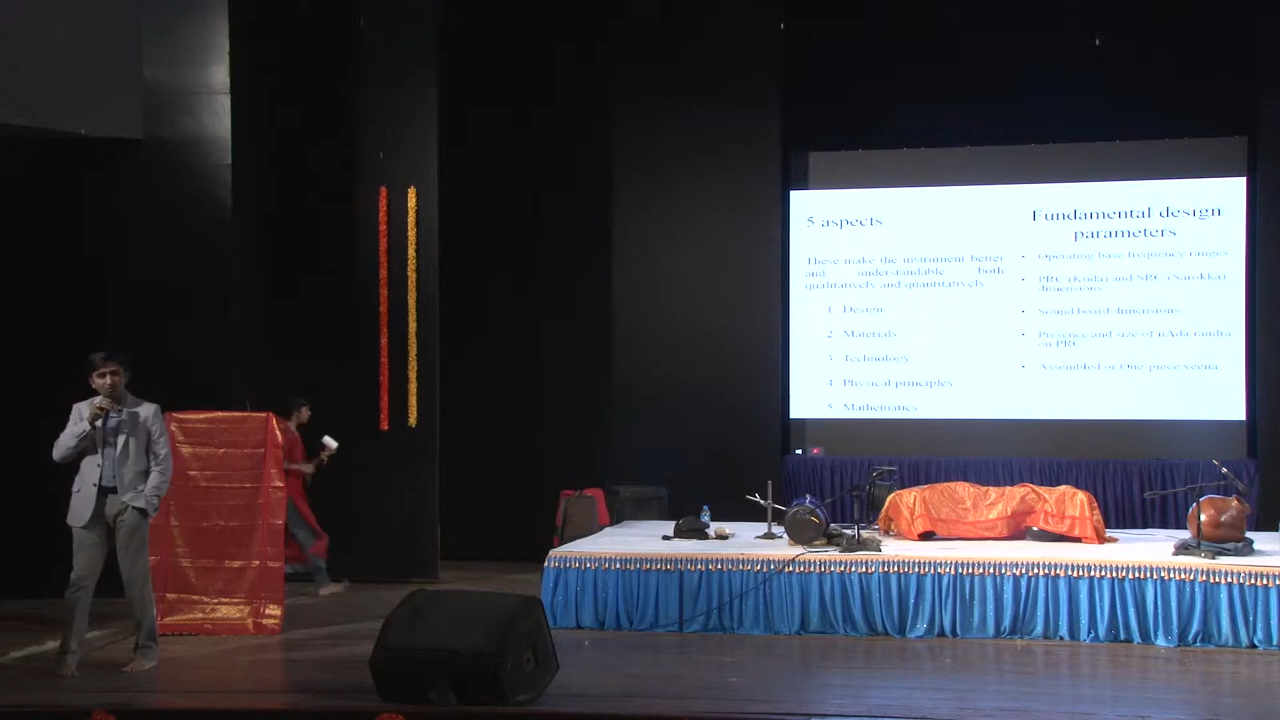 5 aspects
These make the instrument better
and understandable both
qualitatively and quantitatively
1. Design
2. Materials
3. Technology
4. Physical principles
5. Mathematics
Fundamental design
parameters
• Operating base frequency ranges
• PRC (Kuda) and SRC (Sarokka)
dimensions
• Sound board dimensions
• Presence and size of nAda randra
on PRC
• Assembled or One-piece veena